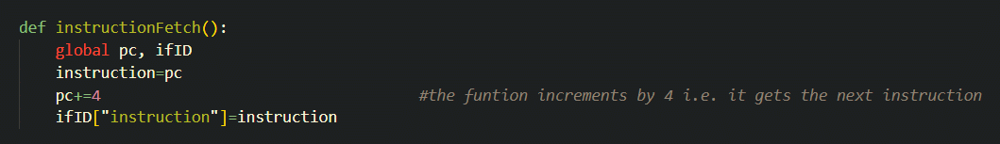 def instructionFetch():
global pc, ifID
instruction=pc
pc+=4 #the funtion increments by 4 i.e. it gets the next instruction
ifID["instruction"]=instruction